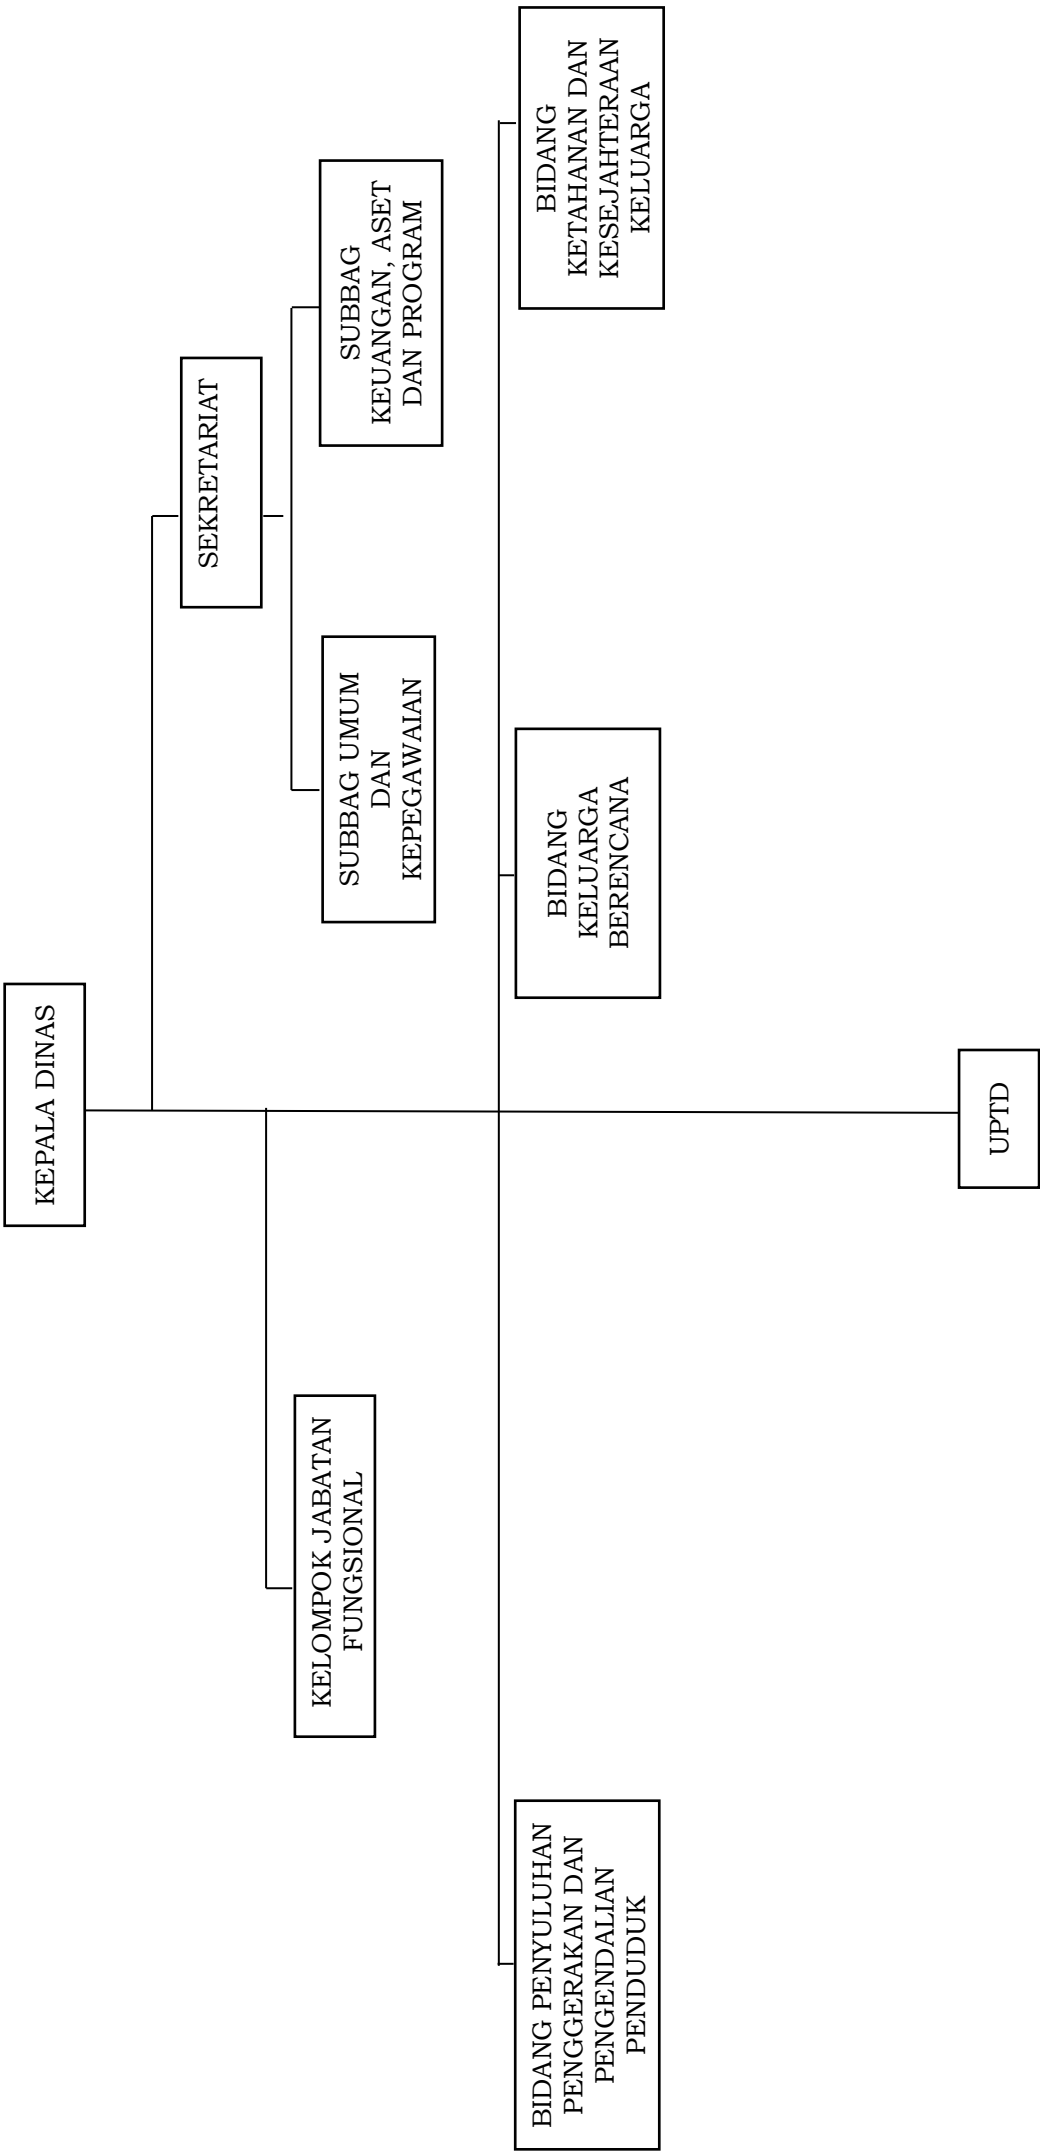 KEPALA DINAS
SEKRETARIAT
KELOMPOK JABATAN
FUNGSIONAL
SUBBAG UMUM
DAN
KEPEGAWAIAN
SUBBAG
KEUANGAN, ASET
DAN PROGRAM
BIDANG PENYULUHAN
PENGGERAKAN DAN
PENGENDALIAN
PENDUDUK
BIDANG
KELUARGA
BERENCANA
BIDANG
KETAHANAN DAN
KESEJAHTERAAN
KELUARGA
UPTD